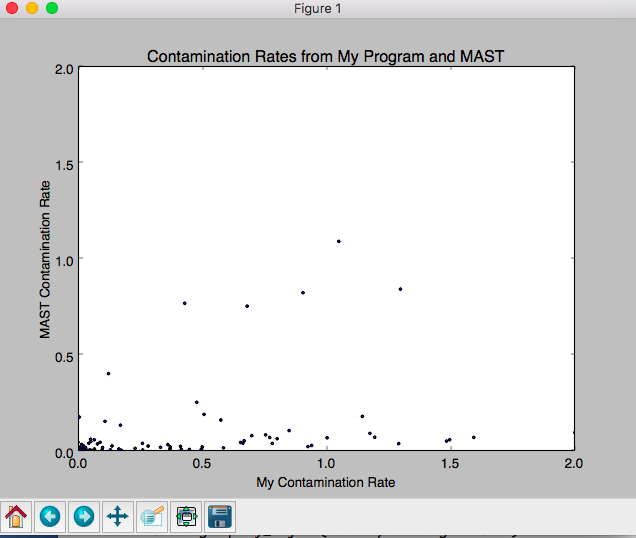 Figure 1
Contamination Rates from My Program and MAST
2.0
1.5
1.0
0.5
0.0
MAST Contamination Rate
0.0 0.5 1.0 1.5 2.0
My Contamination Rate